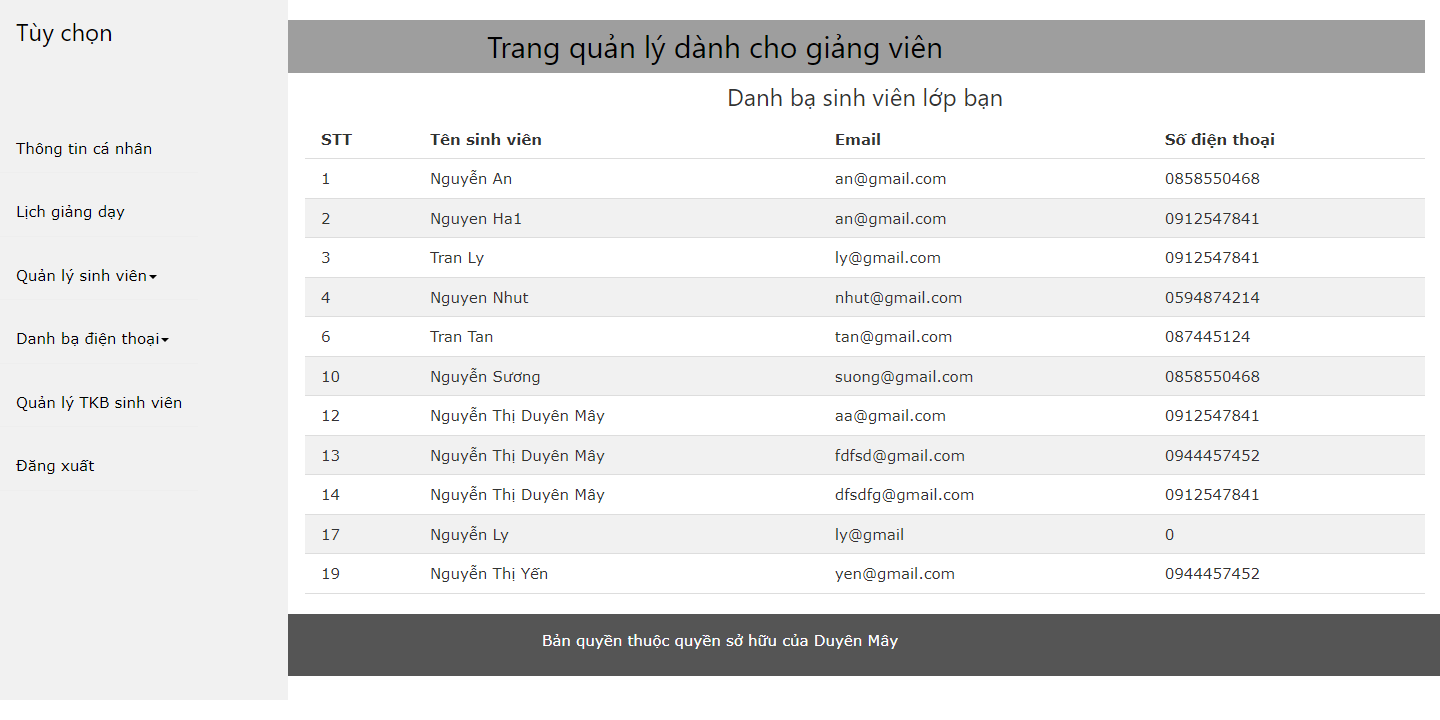 Tùy chọn
Thông tin cá nhân
Lịch giảng dạy
Quản lý sinh viên
Danh bạ điện thoại
Quản lý TKB sinh viên
Đăng xuất
Trang quản lý dành cho giảng viên
Danh bạ sinh viên lớp bạn
STT Tên sinh viên Email Số điện thoại
1 Nguyễn An an@gmail.com 0858550468
2 Nguyen Ha1 an@gmail.com 0912547841
3 Tran Ly ly@gmail.com 0912547841
4 Nguyen Nhut nhut@gmail.com 0594874214
6 Tran Tan tan@gmail.com 087445124
10 Nguyễn Sương suong@gmail.com 0858550468
12 Nguyễn Thị Duyên Mây aa@gmail.com 0912547841
13 Nguyễn Thị Duyên Mây fdfsd@gmail.com 0944457452
14 Nguyễn Thị Duyên Mây dfsdfg@gmail.com 0912547841
17 Nguyễn Ly ly@gmail 0
19 Nguyễn Thị Yến yen@gmail.com 0944457452
Bản quyền thuộc quyền sở hữu của Duyên Mây